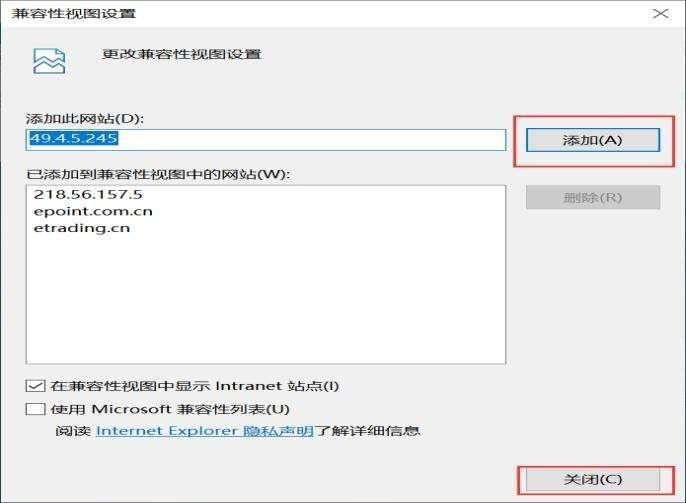 兼容性视图设置
更改兼容性视图设置
添加此网站(D):
49.4.5.245
添加(A)
已添加到兼容性视图中的网站(W):
218.56.157.5
epoint.com.cn
etrading.cn
删除(R)
在兼容性视图中显示 Intranet 站点(I)
使用 Microsoft 兼容性列表(U)
阅读 Internet Explorer 隐私声明了解详细信息
关闭(C)